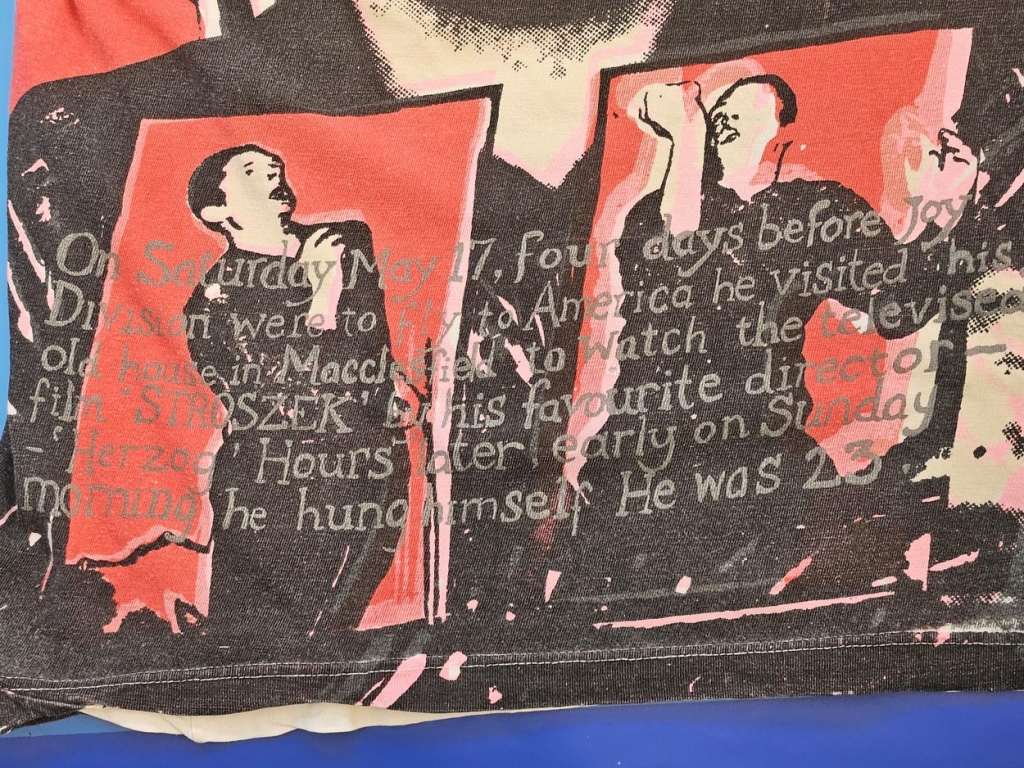 On Saturday May 17, four days before Joy
Division were to fly to America he visited his
old house in Macclesfield to watch the televised
film 'STROSZEK' by his favourite director —
- 'Herzog' Hours later early on Sunday
morning he hung himself. He was 23.